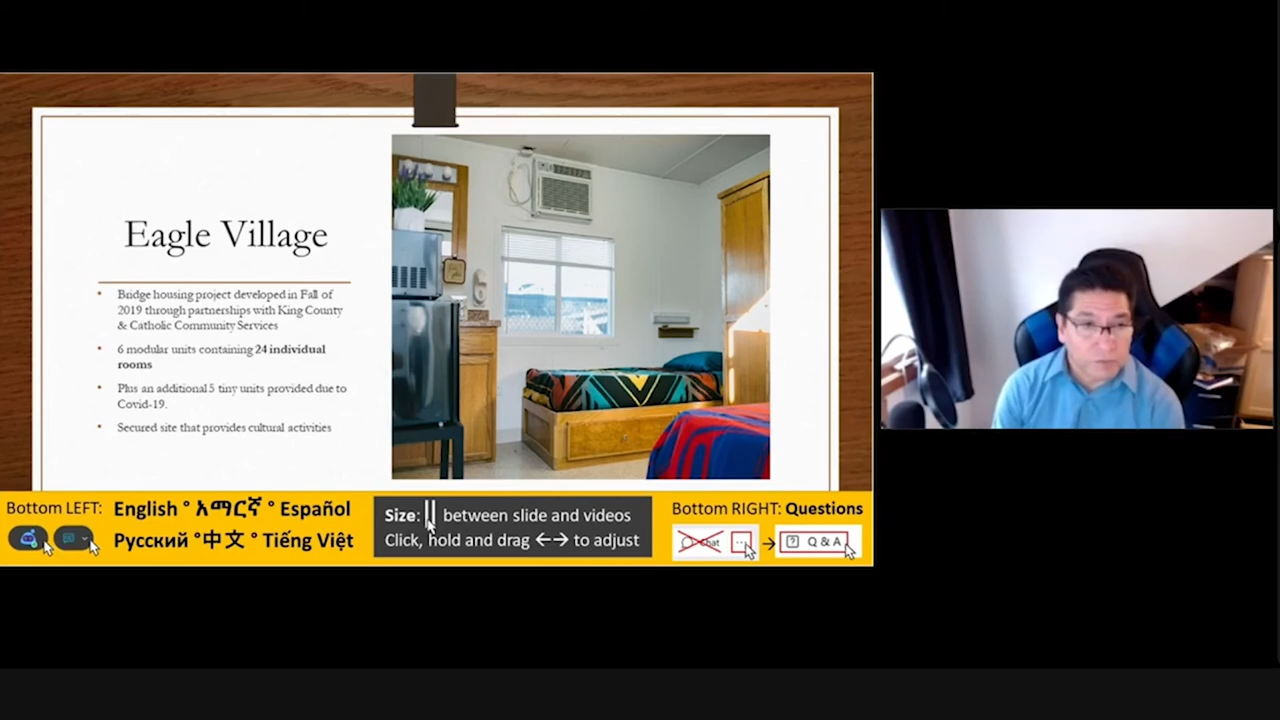 Eagle Village
• Bridge housing project developed in Fall of
2019 through partnerships with King County
& Catholic Community Services
• 6 modular units containing 24 individual
rooms
• Plus an additional 5 tiny units provided due to
Covid-19.
• Secured site that provides cultural activities
Bottom LEFT: English ° አማርኛ ° Español
Русский °中文 ° Tiếng Việt
Size: || between slide and videos
Click, hold and drag ←→ to adjust
Bottom RIGHT: Questions
Chat ... → ? Q & A